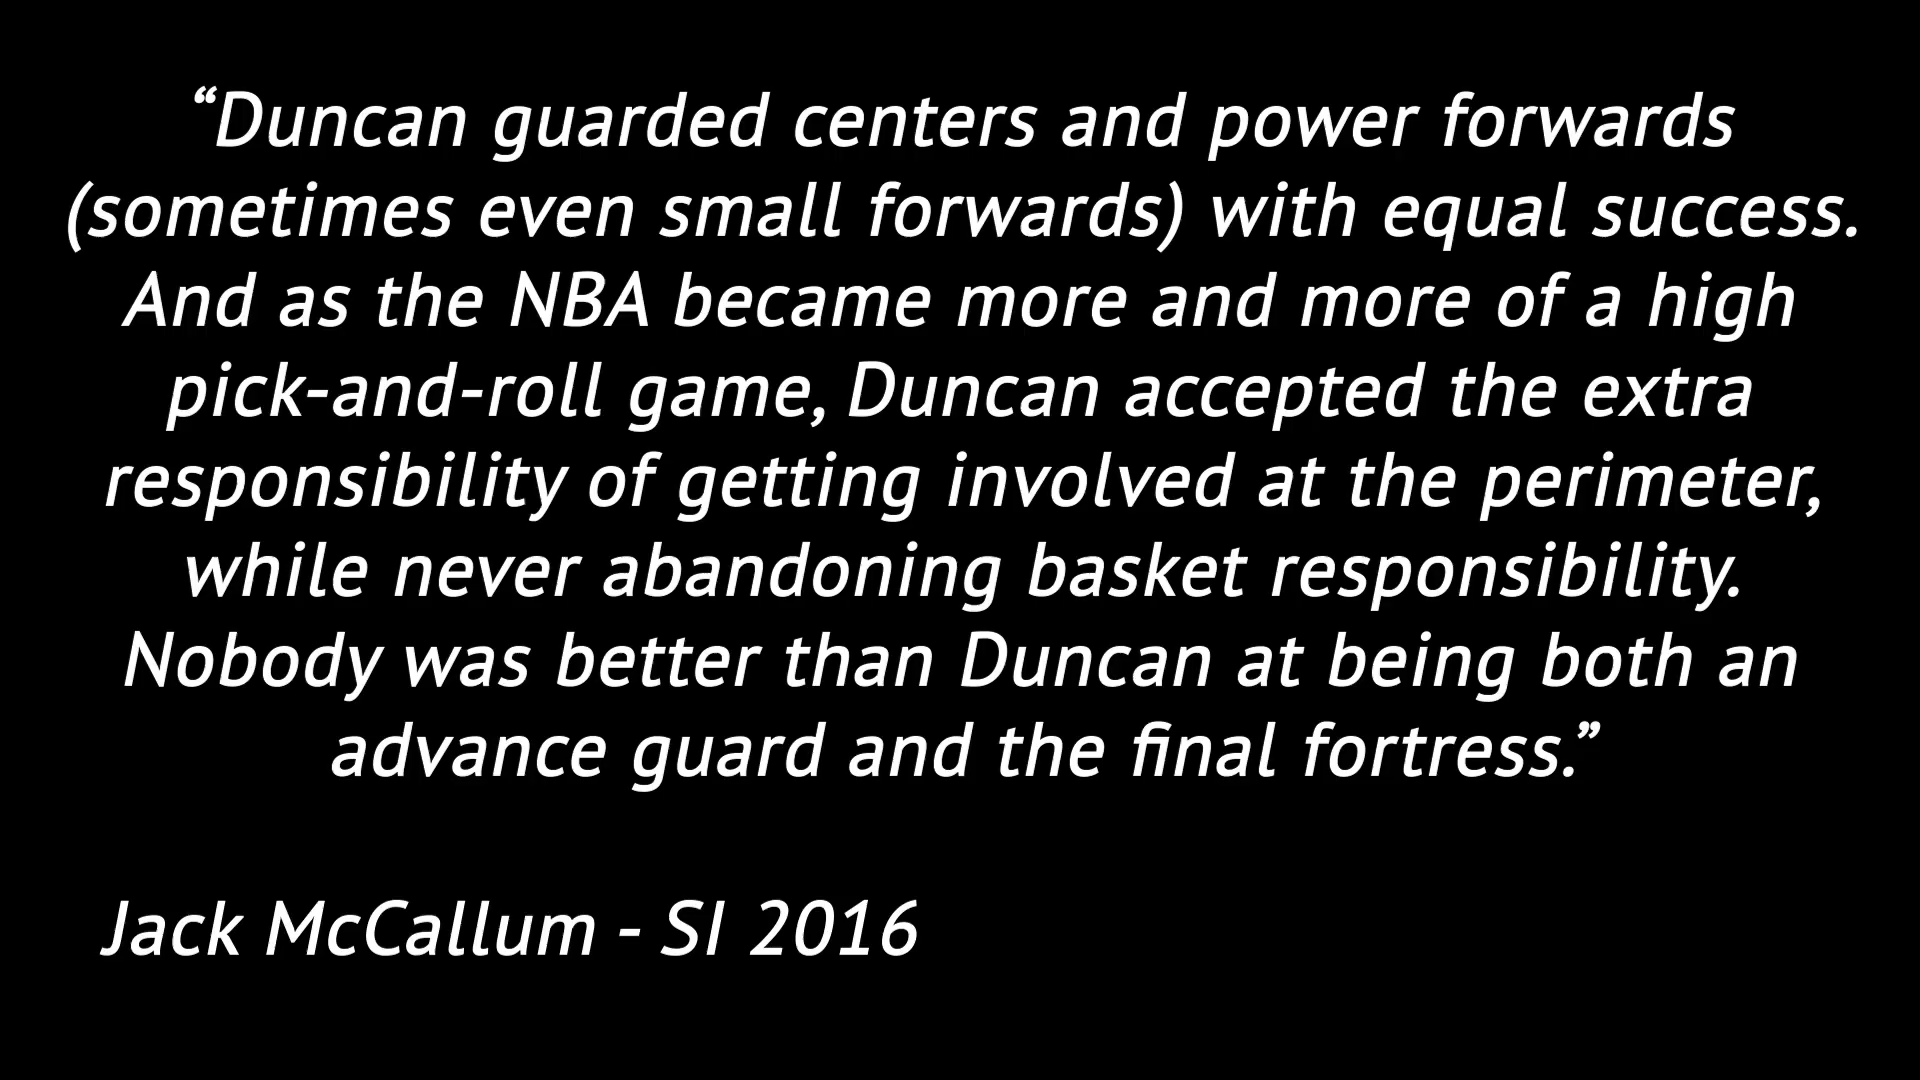 “Duncan guarded centers and power forwards
(sometimes even small forwards) with equal success.
And as the NBA became more and more of a high
pick-and-roll game, Duncan accepted the extra
responsibility of getting involved at the perimeter,
while never abandoning basket responsibility.
Nobody was better than Duncan at being both an
advance guard and the final fortress.”
Jack McCallum - SI 2016